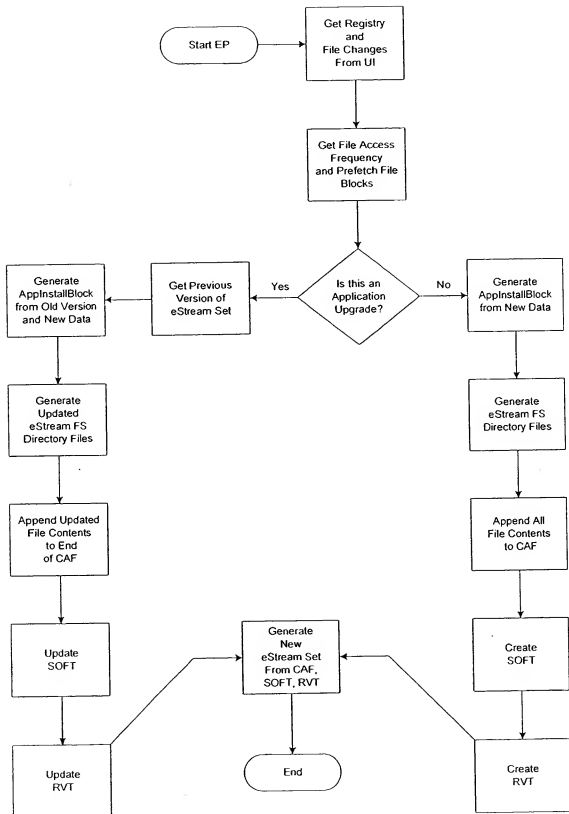 Start EP
Get Registry
and
File Changes
From UI
Get File Access
Frequency
and Prefetch File
Blocks
Is this an
Application
Upgrade?
Yes
No
Get Previous
Version of
eStream Set
Generate
AppInstallBlock
from Old Version
and New Data
Generate
Updated
eStream FS
Directory Files
Append Updated
File Contents
to End
of CAF
Update
SOFT
Update
RVT
Generate
AppInstallBlock
from New Data
Generate
eStream FS
Directory Files
Append All
File Contents
to CAF
Create
SOFT
Create
RVT
Generate
New
eStream Set
From CAF,
SOFT, RVT
End